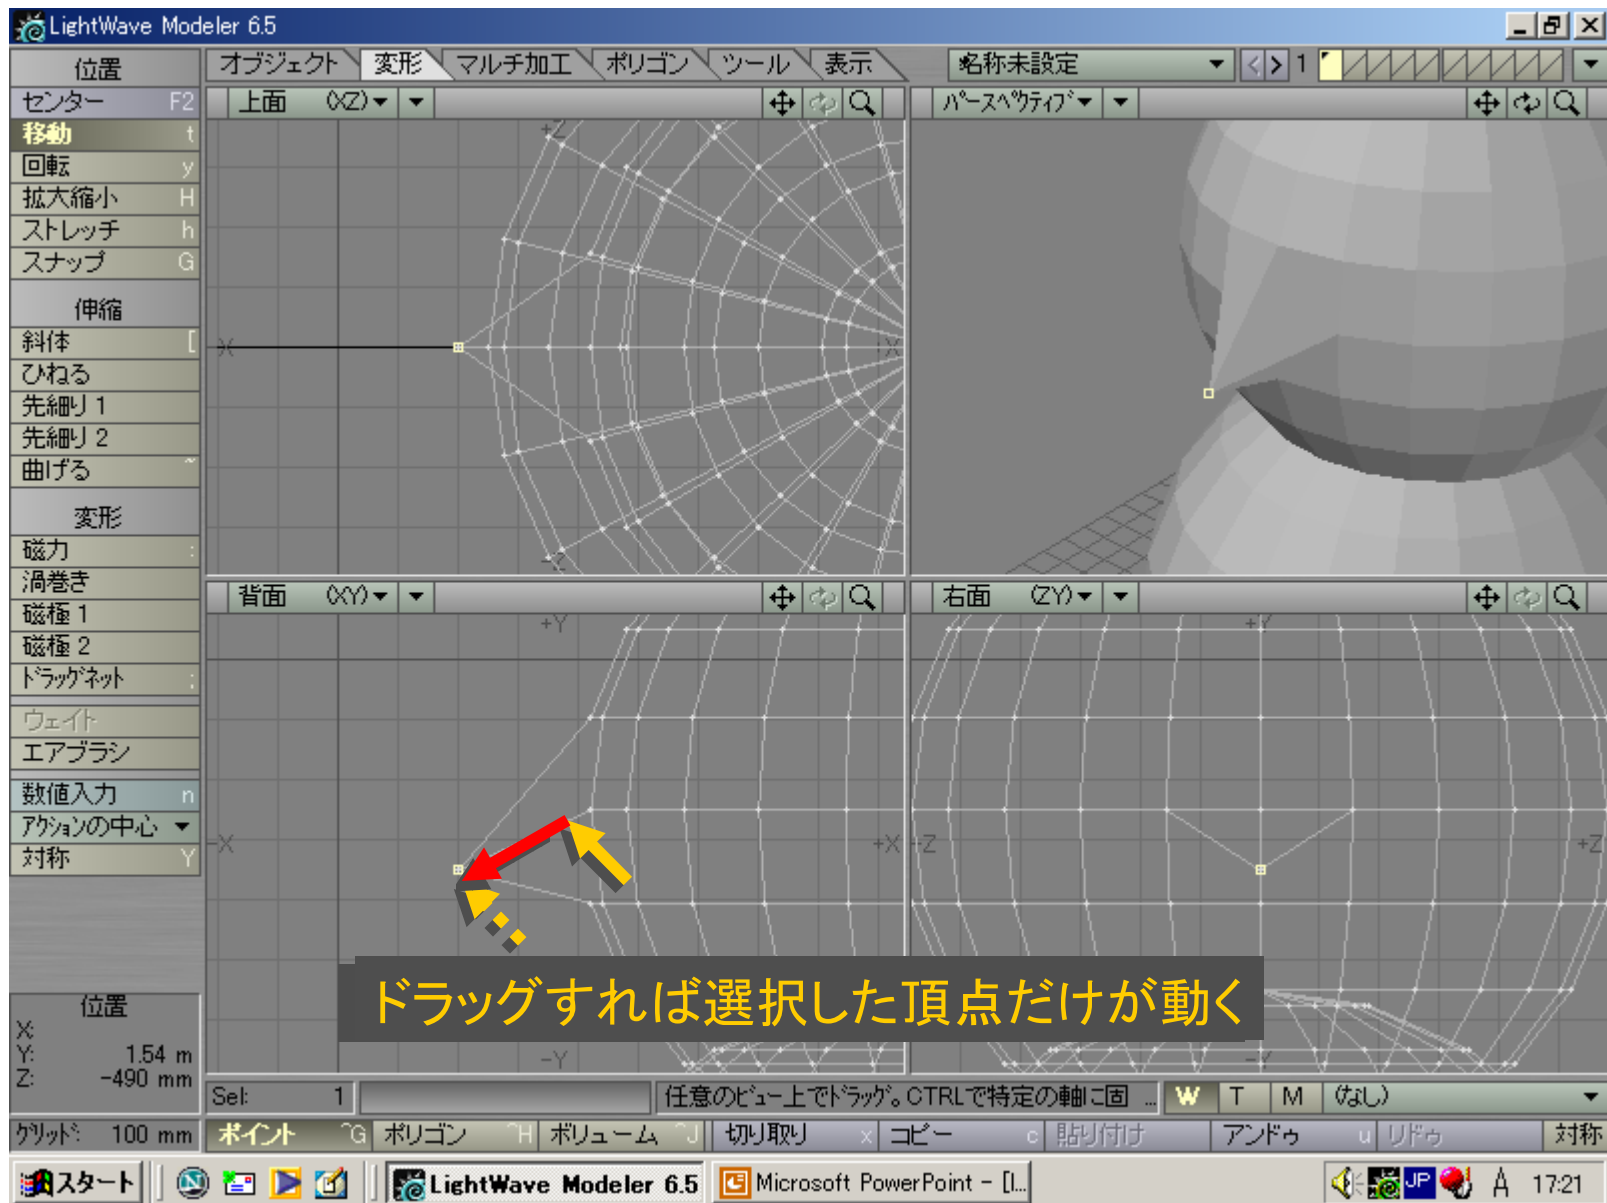 LightWave Modeler 6.5
位置 オブジェクト 変形 マルチ加工 ポリゴン ツール 表示 名称未設定 1
センター F2 上面 (XZ) パースペクティブ
移動 t
回転 y
拡大縮小 H
ストレッチ h
スナップ G
伸縮
斜体 [
ひねる
先細り 1
先細り 2
曲げる ~
変形
磁力 :
渦巻き
磁極 1
磁極 2
ドラッグネット ;
ウェイト
エアブラシ
数値入力 n
アクションの中心
対称 Y
+Z
-X
+X
-Z
背面 (XY) 右面 (ZY)
+Y +Y
-X +X -Z +Z
ドラッグすれば選択した頂点だけが動く
-Y -Y
位置
X:
Y: 1.54 m
Z: -490 mm
Sel: 1 任意のビュー上でドラッグ。CTRLで特定の軸に固 ... W T M (なし)
グリッド: 100 mm ポイント ^G ポリゴン ^H ボリューム ^J 切り取り x コピー c 貼り付け アンドゥ u リドゥ 対称
スタート LightWave Modeler 6.5 Microsoft PowerPoint - [l... JP A 17:21